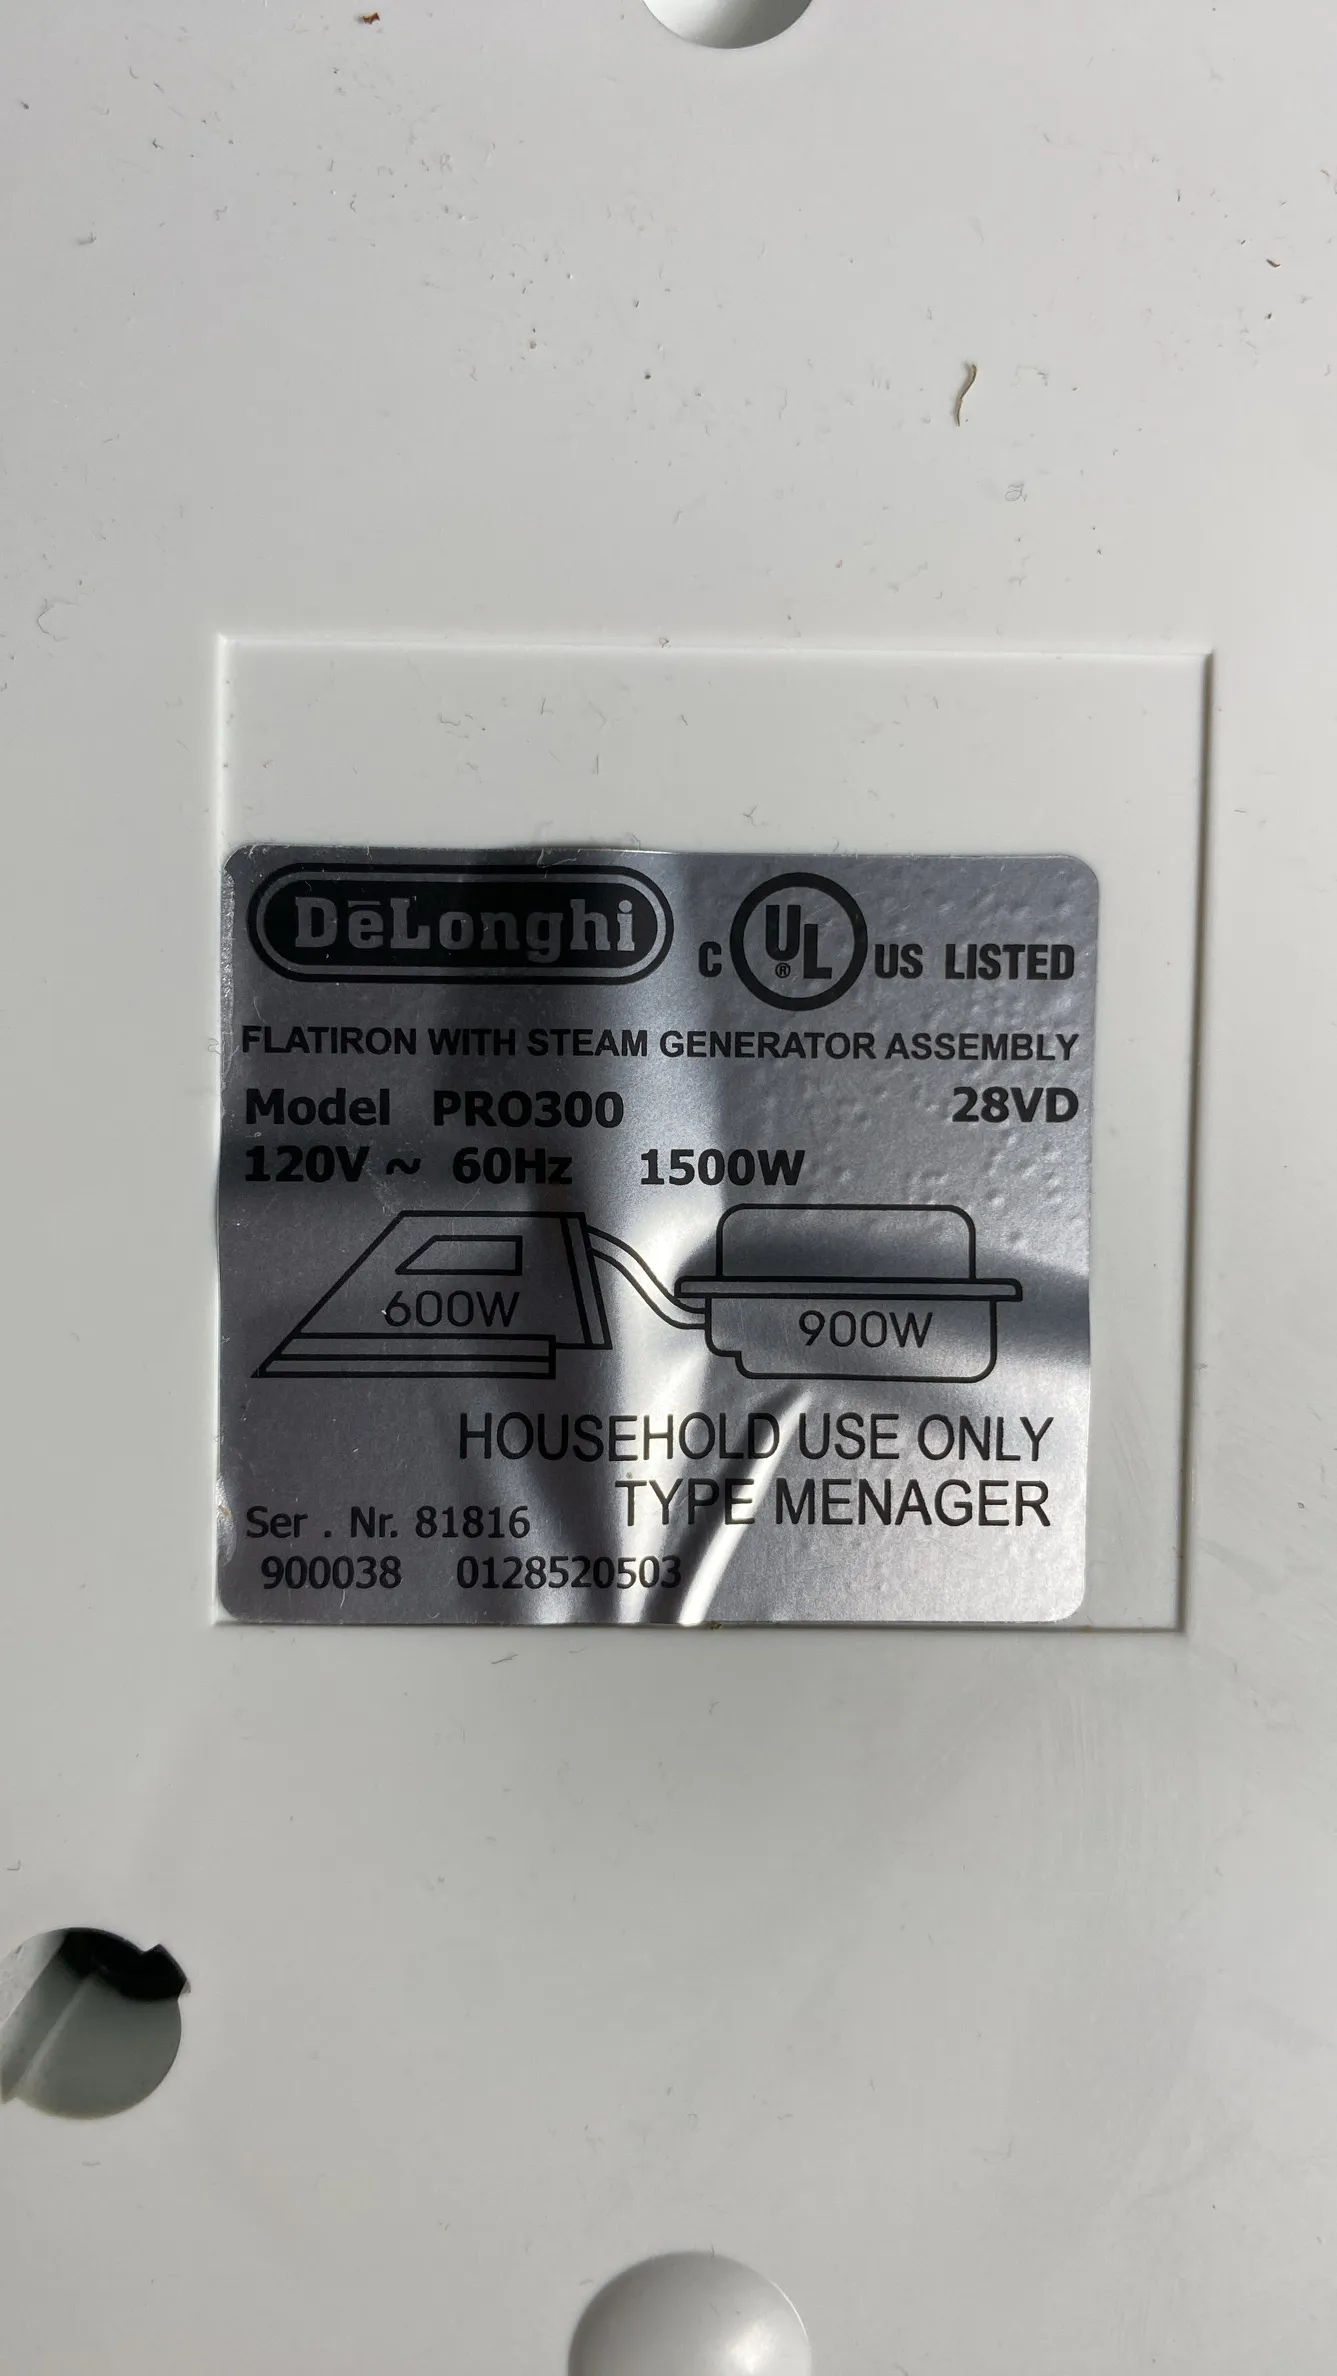 DēLonghi
C UL® US LISTED
FLATIRON WITH STEAM GENERATOR ASSEMBLY
Model PRO300 28VD
120V ~ 60Hz 1500W
600W 900W
HOUSEHOLD USE ONLY
TYPE MENAGER
Ser . Nr. 81816
900038 0128520503